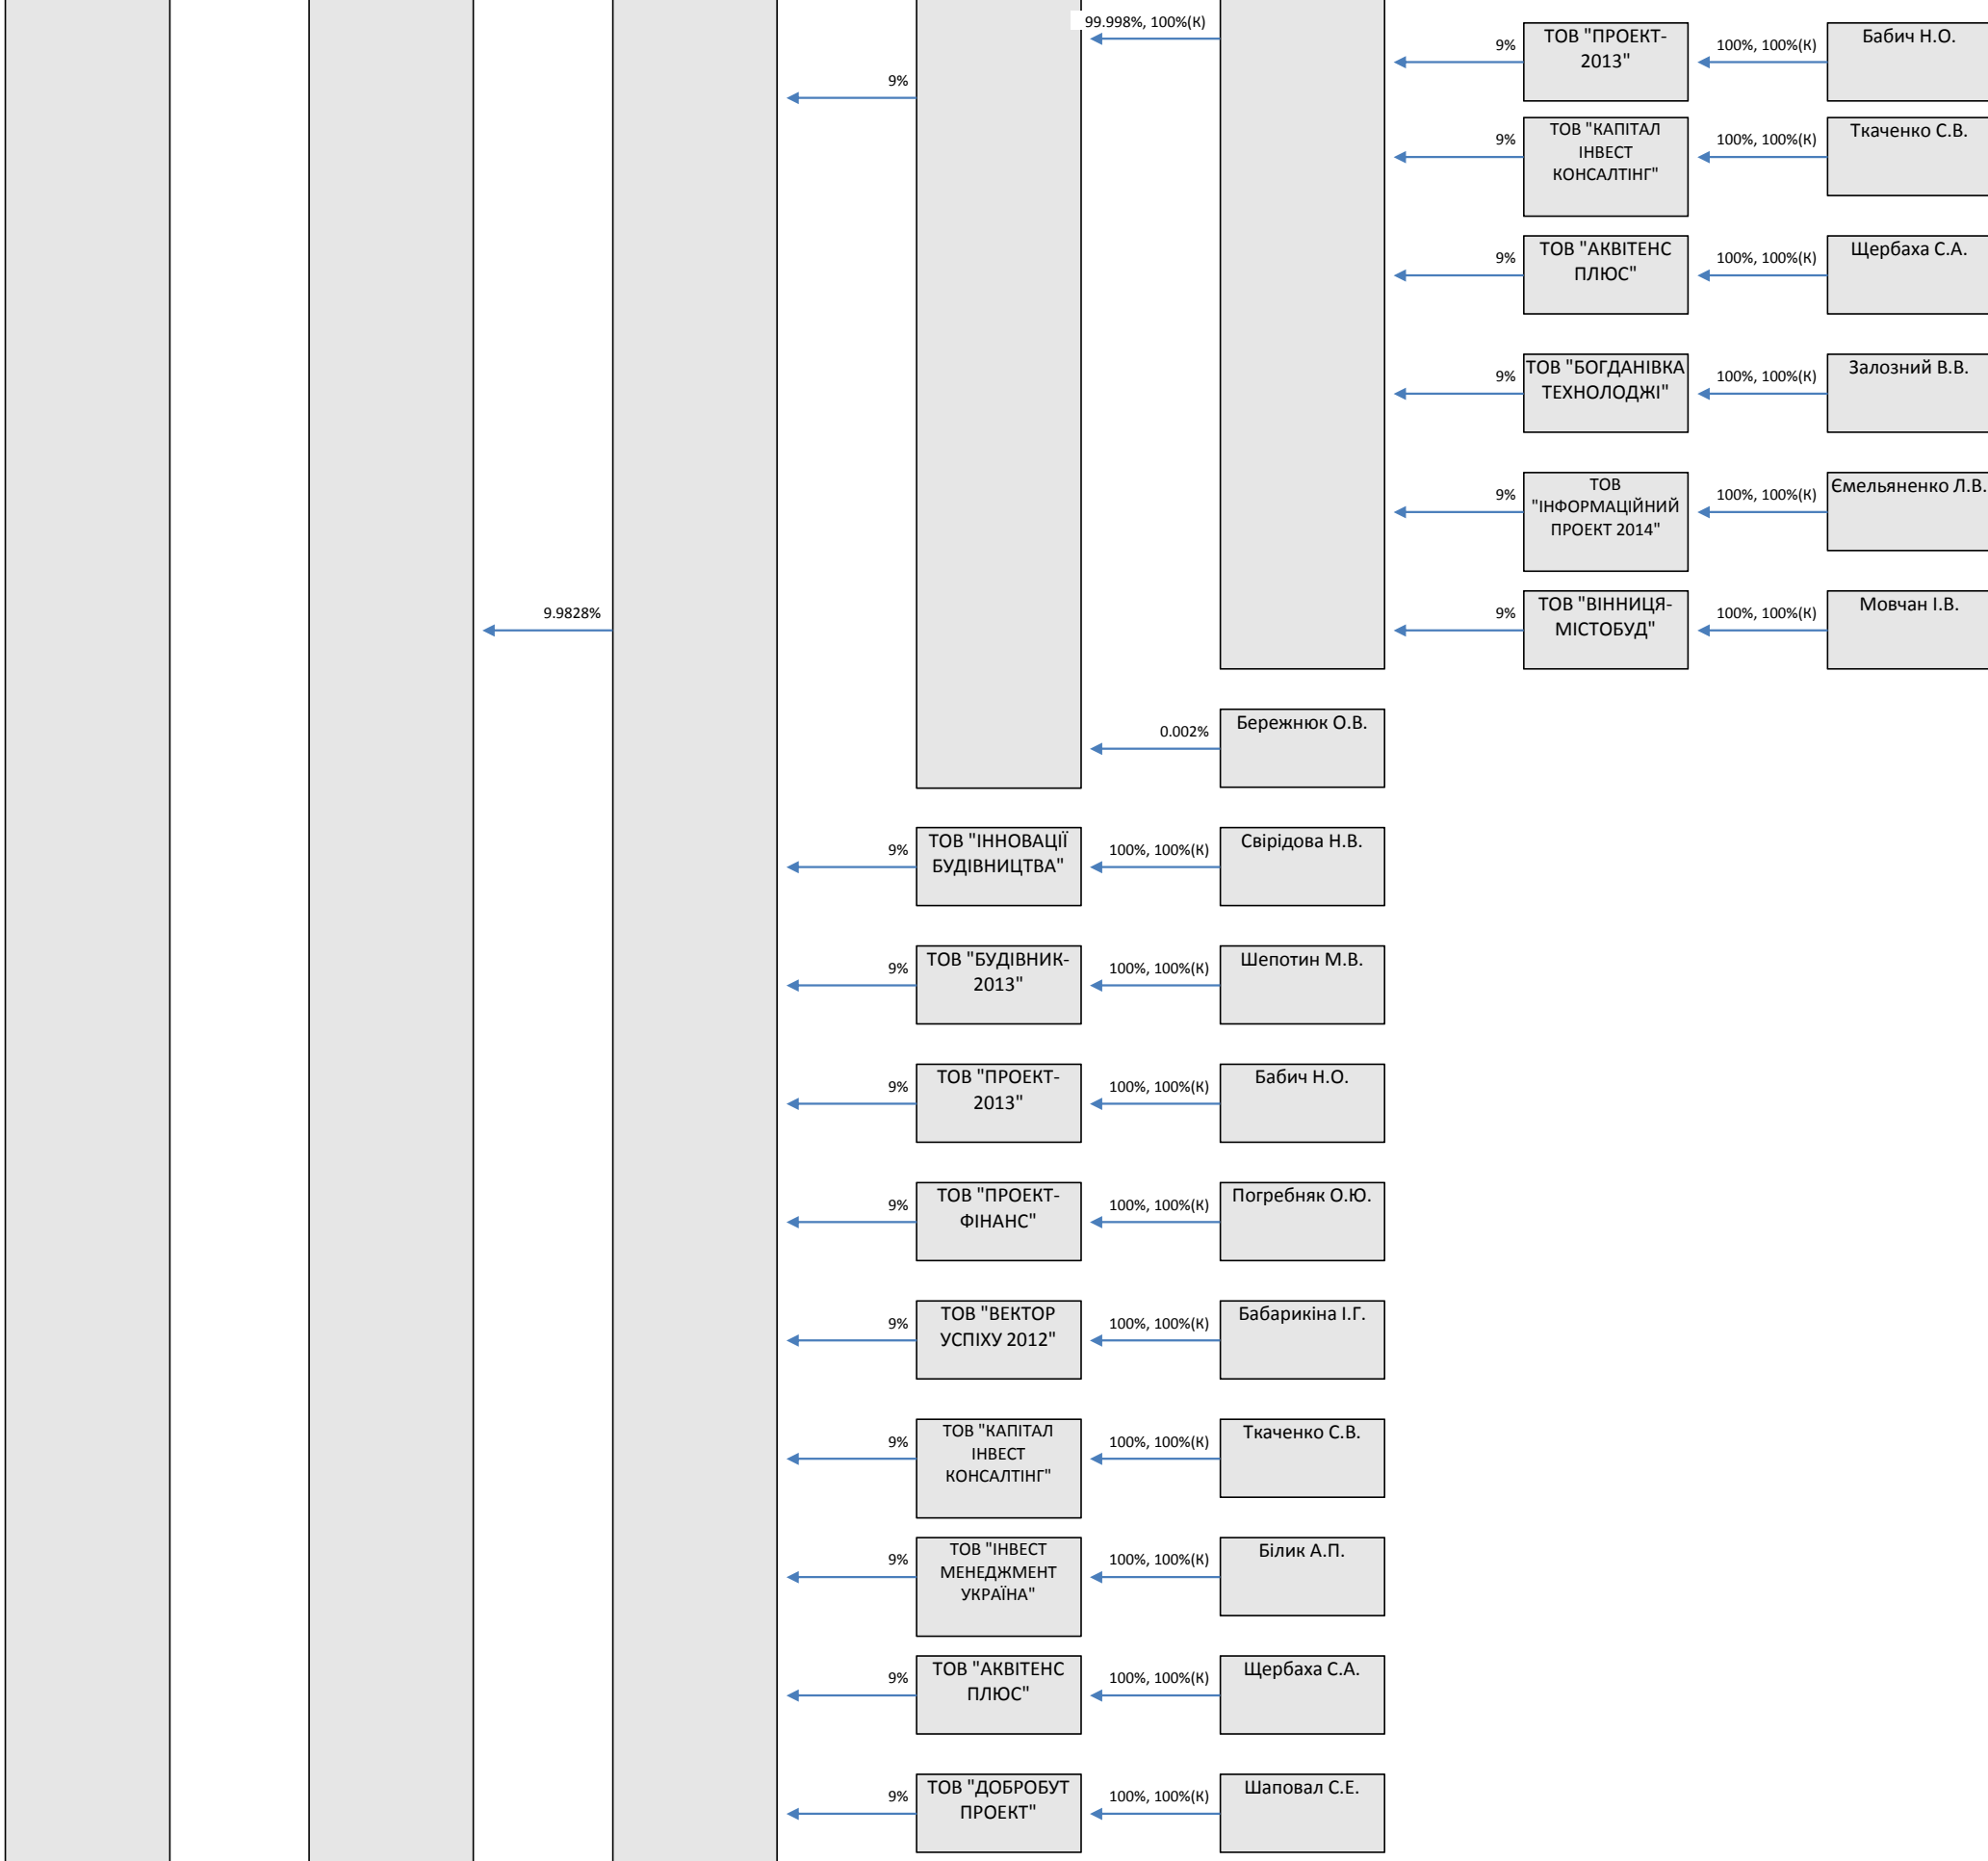 99.998%, 100%(К)
9%
9%
ТОВ "ПРОЕКТ-
2013"
100%, 100%(К)
Бабич Н.О.
9%
ТОВ "КАПІТАЛ
ІНВЕСТ
КОНСАЛТІНГ"
100%, 100%(К)
Ткаченко С.В.
9%
ТОВ "АКВІТЕНС
ПЛЮС"
100%, 100%(К)
Щербаха С.А.
9%
ТОВ "БОГДАНІВКА
ТЕХНОЛОДЖІ"
100%, 100%(К)
Залозний В.В.
9%
ТОВ
"ІНФОРМАЦІЙНИЙ
ПРОЕКТ 2014"
100%, 100%(К)
Ємельяненко Л.В.
9.9828%
9%
ТОВ "ВІННИЦЯ-
МІСТОБУД"
100%, 100%(К)
Мовчан І.В.
0.002%
Бережнюк О.В.
9%
ТОВ "ІННОВАЦІЇ
БУДІВНИЦТВА"
100%, 100%(К)
Свірідова Н.В.
9%
ТОВ "БУДІВНИК-
2013"
100%, 100%(К)
Шепотин М.В.
9%
ТОВ "ПРОЕКТ-
2013"
100%, 100%(К)
Бабич Н.О.
9%
ТОВ "ПРОЕКТ-
ФІНАНС"
100%, 100%(К)
Погребняк О.Ю.
9%
ТОВ "ВЕКТОР
УСПІХУ 2012"
100%, 100%(К)
Бабарикіна І.Г.
9%
ТОВ "КАПІТАЛ
ІНВЕСТ
КОНСАЛТІНГ"
100%, 100%(К)
Ткаченко С.В.
9%
ТОВ "ІНВЕСТ
МЕНЕДЖМЕНТ
УКРАЇНА"
100%, 100%(К)
Білик А.П.
9%
ТОВ "АКВІТЕНС
ПЛЮС"
100%, 100%(К)
Щербаха С.А.
9%
ТОВ "ДОБРОБУТ
ПРОЕКТ"
100%, 100%(К)
Шаповал С.Е.